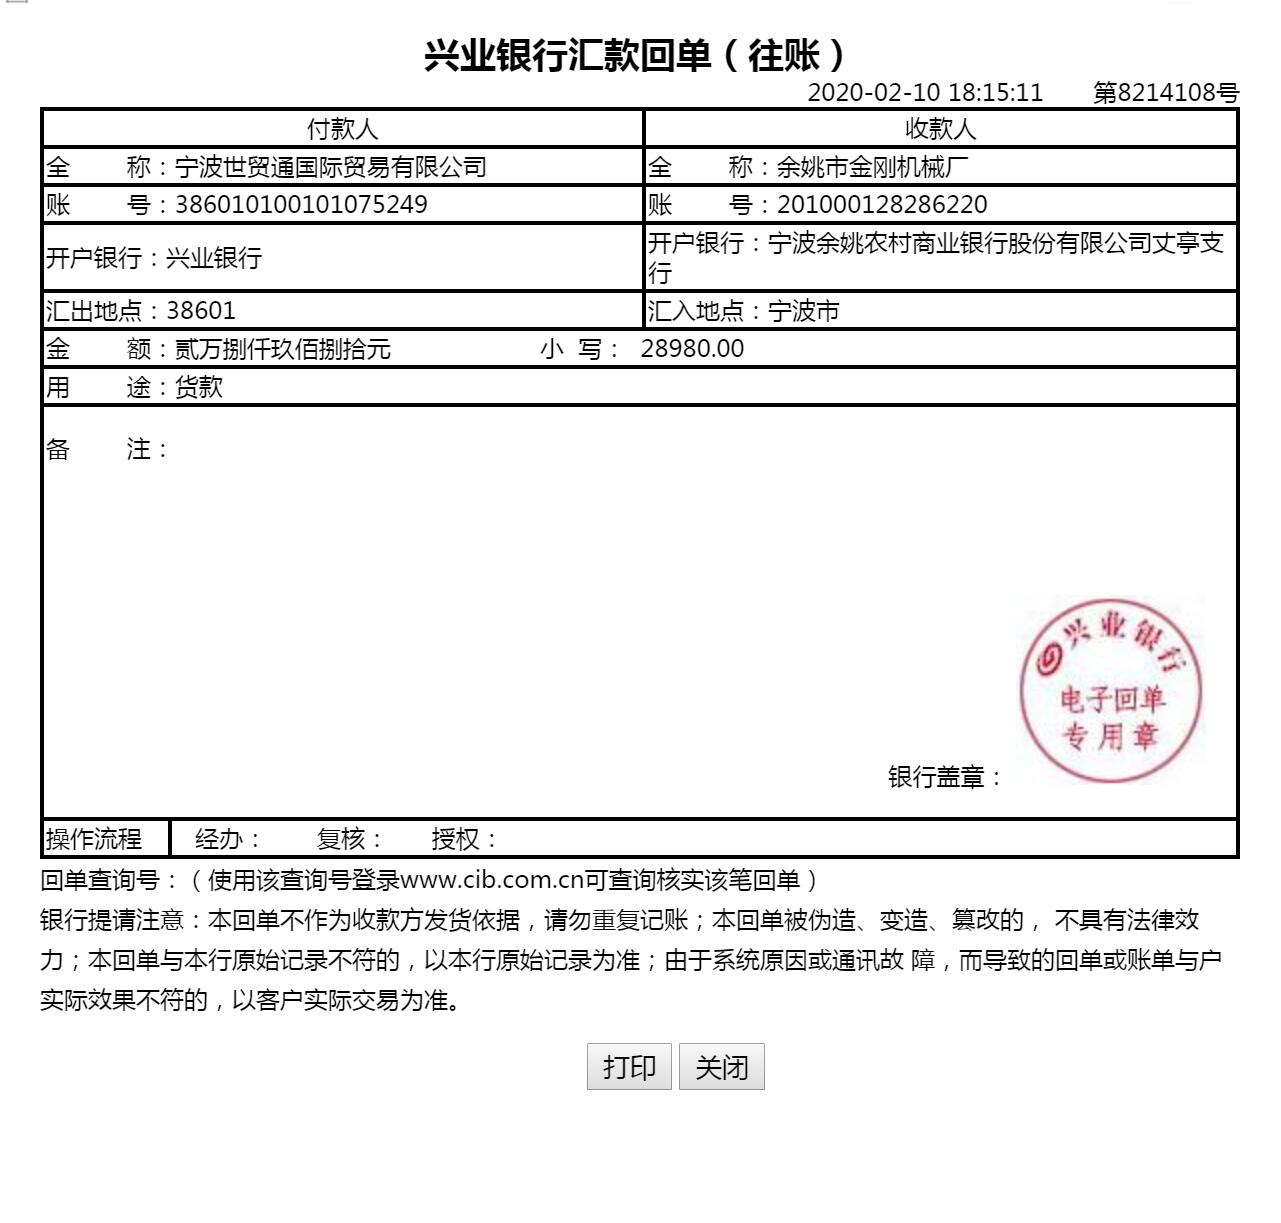 兴业银行汇款回单（往账）
2020-02-10 18:15:11 第8214108号
付款人 收款人
全 称：宁波世贸通国际贸易有限公司 全 称：余姚市金刚机械厂
账 号：386010100101075249 账 号：201000128286220
开户银行：兴业银行 开户银行：宁波余姚农村商业银行股份有限公司丈亭支
行
汇出地点：38601 汇入地点：宁波市
金 额：贰万捌仟玖佰捌拾元 小 写： 28980.00
用 途：货款
备 注：
兴业银行
电子回单
专用章
银行盖章：
操作流程 经办： 复核： 授权：
回单查询号：（使用该查询号登录www.cib.com.cn可查询核实该笔回单）
银行提请注意：本回单不作为收款方发货依据，请勿重复记账；本回单被伪造、变造、篡改的， 不具有法律效
力；本回单与本行原始记录不符的，以本行原始记录为准；由于系统原因或通讯故 障，而导致的回单或账单与户
实际效果不符的，以客户实际交易为准。
打印 关闭